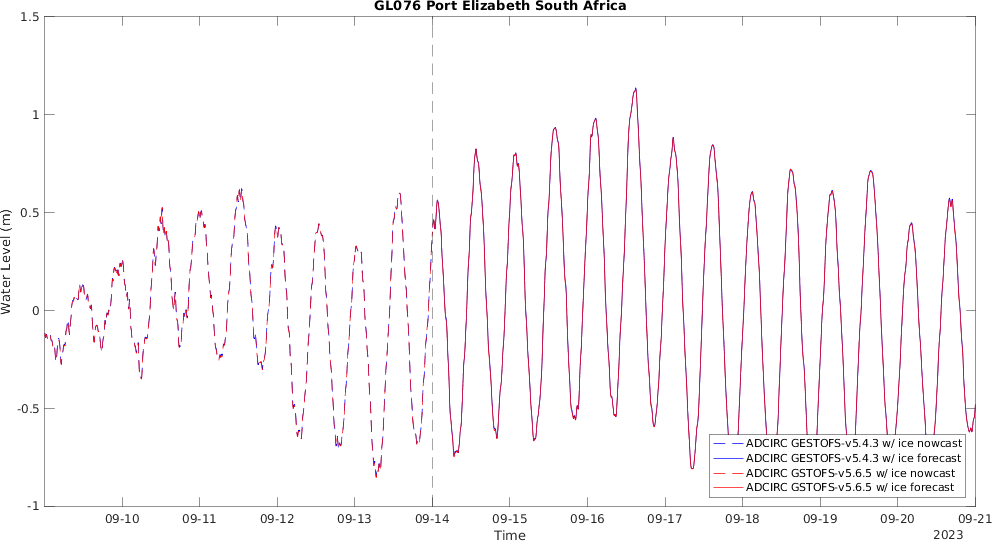 GL076 Port Elizabeth South Africa
1.5
1
0.5
0
-0.5
-1
Water Level (m)
ADCIRC GESTOFS-v5.4.3 w/ ice nowcast
ADCIRC GESTOFS-v5.4.3 w/ ice forecast
ADCIRC GSTOFS-v5.6.5 w/ ice nowcast
ADCIRC GSTOFS-v5.6.5 w/ ice forecast
09-10 09-11 09-12 09-13 09-14 09-15 09-16 09-17 09-18 09-19 09-20 09-21
Time
2023